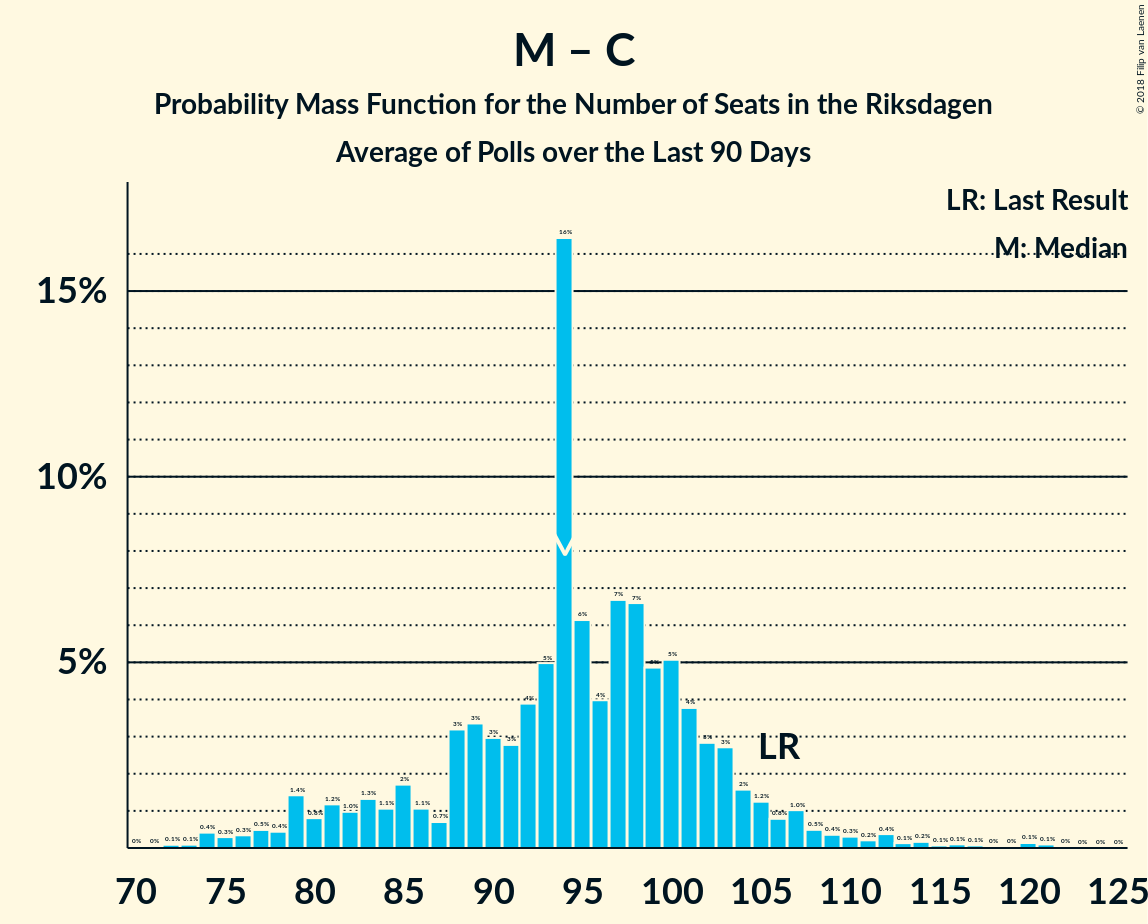 M – C
Probability Mass Function for the Number of Seats in the Riksdagen
Average of Polls over the Last 90 Days
© 2018 Filip van Laenen
LR: Last Result
M: Median
15%
10%
5%
0% 0% 0.1% 0.1% 0.4% 0.3% 0.3% 0.5% 0.4% 1.4% 0.8% 1.2% 1.0% 1.3% 1.1% 2% 1.1% 0.7% 3% 3% 3% 3% 4% 5% 16% 6% 4% 7% 7% 5% 4% 3% 3% 2% 1.2% 0.8% 1.0% 0.5% 0.4% 0.3% 0.2% 0.4% 0.1% 0.2% 0.1% 0.1% 0.1% 0% 0% 0.1% 0.1% 0% 0% 0% 0%
M
LR
70 75 80 85 90 95 100 105 110 115 120 125